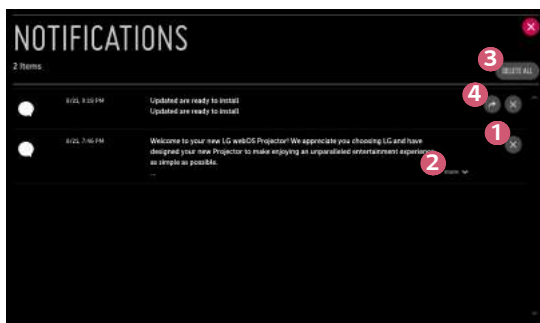 NOTIFICATIONS
2 Items
3
DELETE ALL
4
8/21, 9:25 PM
Updated are ready to install
Updated are ready to install
1
8/21, 7:46 PM
Welcome to your new LG webOS Projector! We appreciate you choosing LG and have
designed your new Projector to make enjoying an unparalleled entertainment experience
as simple as possible.
2
...
more